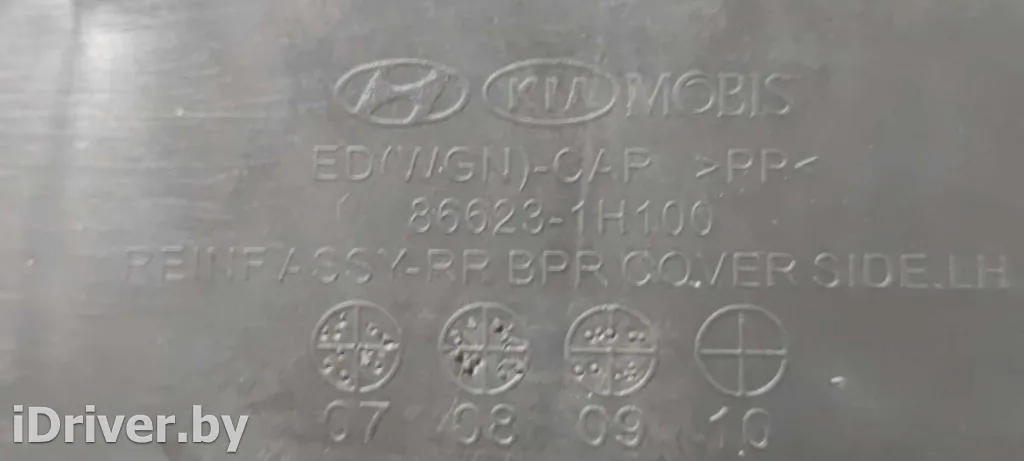 KIA MOBIS
ED(WGN)-CAP >PP<
86623-1H100
REINF ASSY-RR BPR COVER SIDE.LH
07 08 09 10
iDriver.by